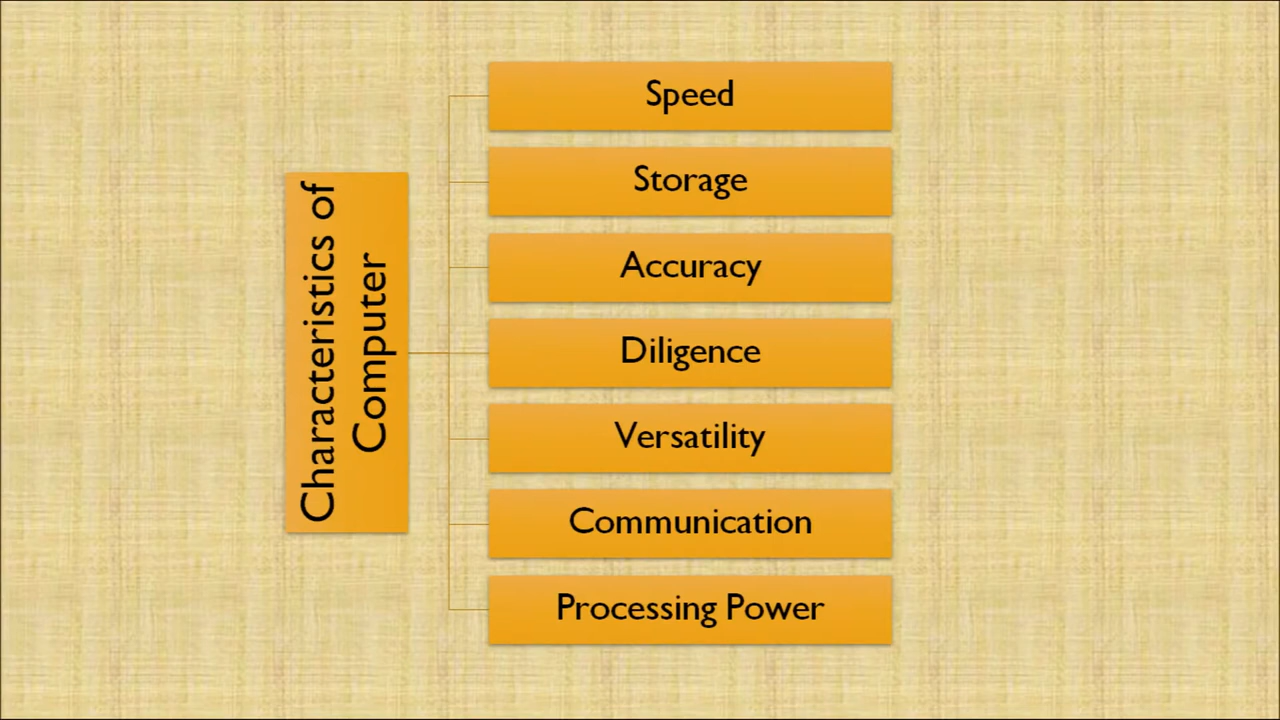 Characteristics of
Computer
Speed
Storage
Accuracy
Diligence
Versatility
Communication
Processing Power